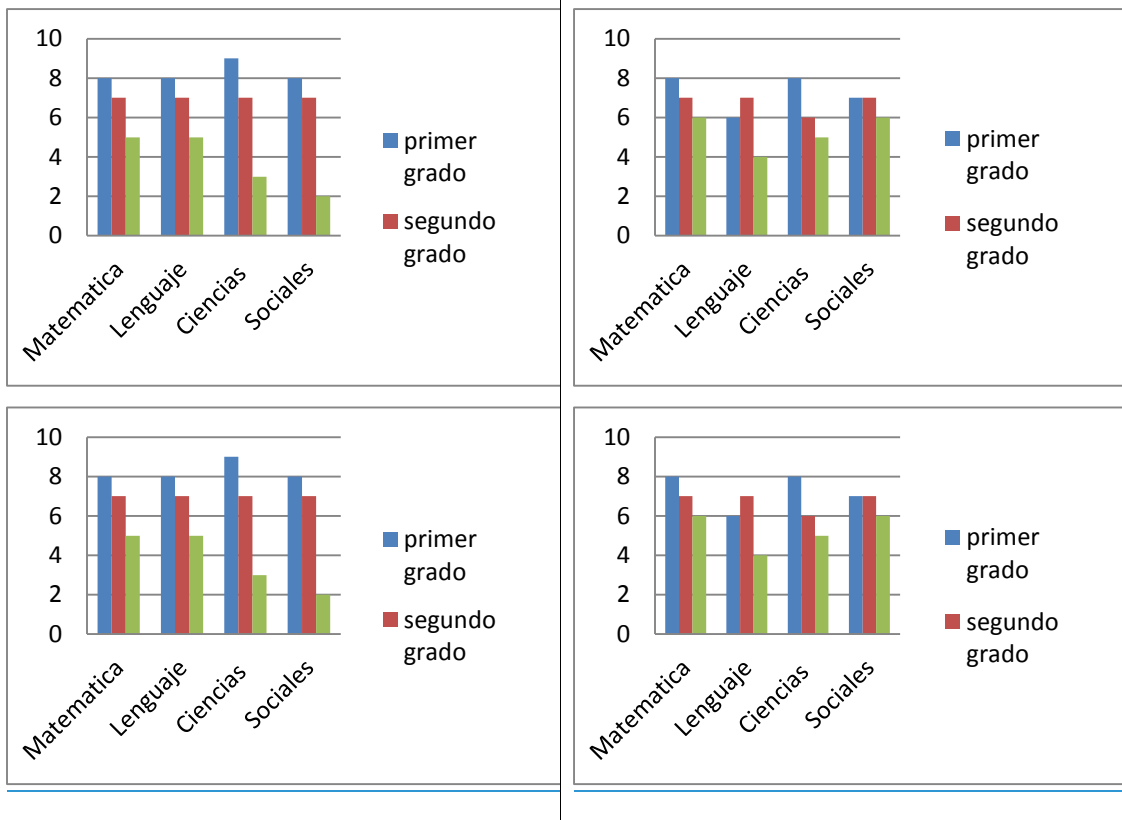 10
8
6
4
2
0
Matematica
Lenguaje
Ciencias
Sociales
primer
grado
segundo
grado
10
8
6
4
2
0
Matematica
Lenguaje
Ciencias
Sociales
primer
grado
segundo
grado
10
8
6
4
2
0
Matematica
Lenguaje
Ciencias
Sociales
primer
grado
segundo
grado
10
8
6
4
2
0
Matematica
Lenguaje
Ciencias
Sociales
primer
grado
segundo
grado